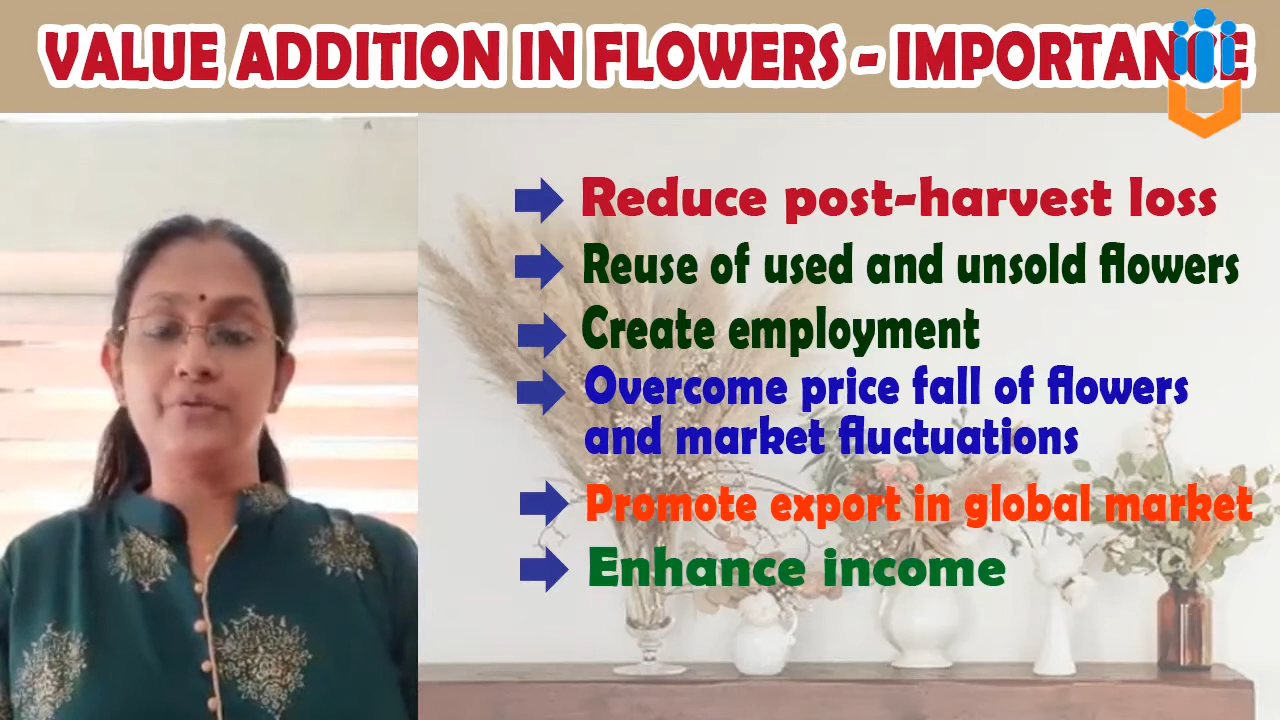 VALUE ADDITION IN FLOWERS - IMPORTANCE
Reduce post-harvest loss
Reuse of used and unsold flowers
Create employment
Overcome price fall of flowers
and market fluctuations
Promote export in global market
Enhance income